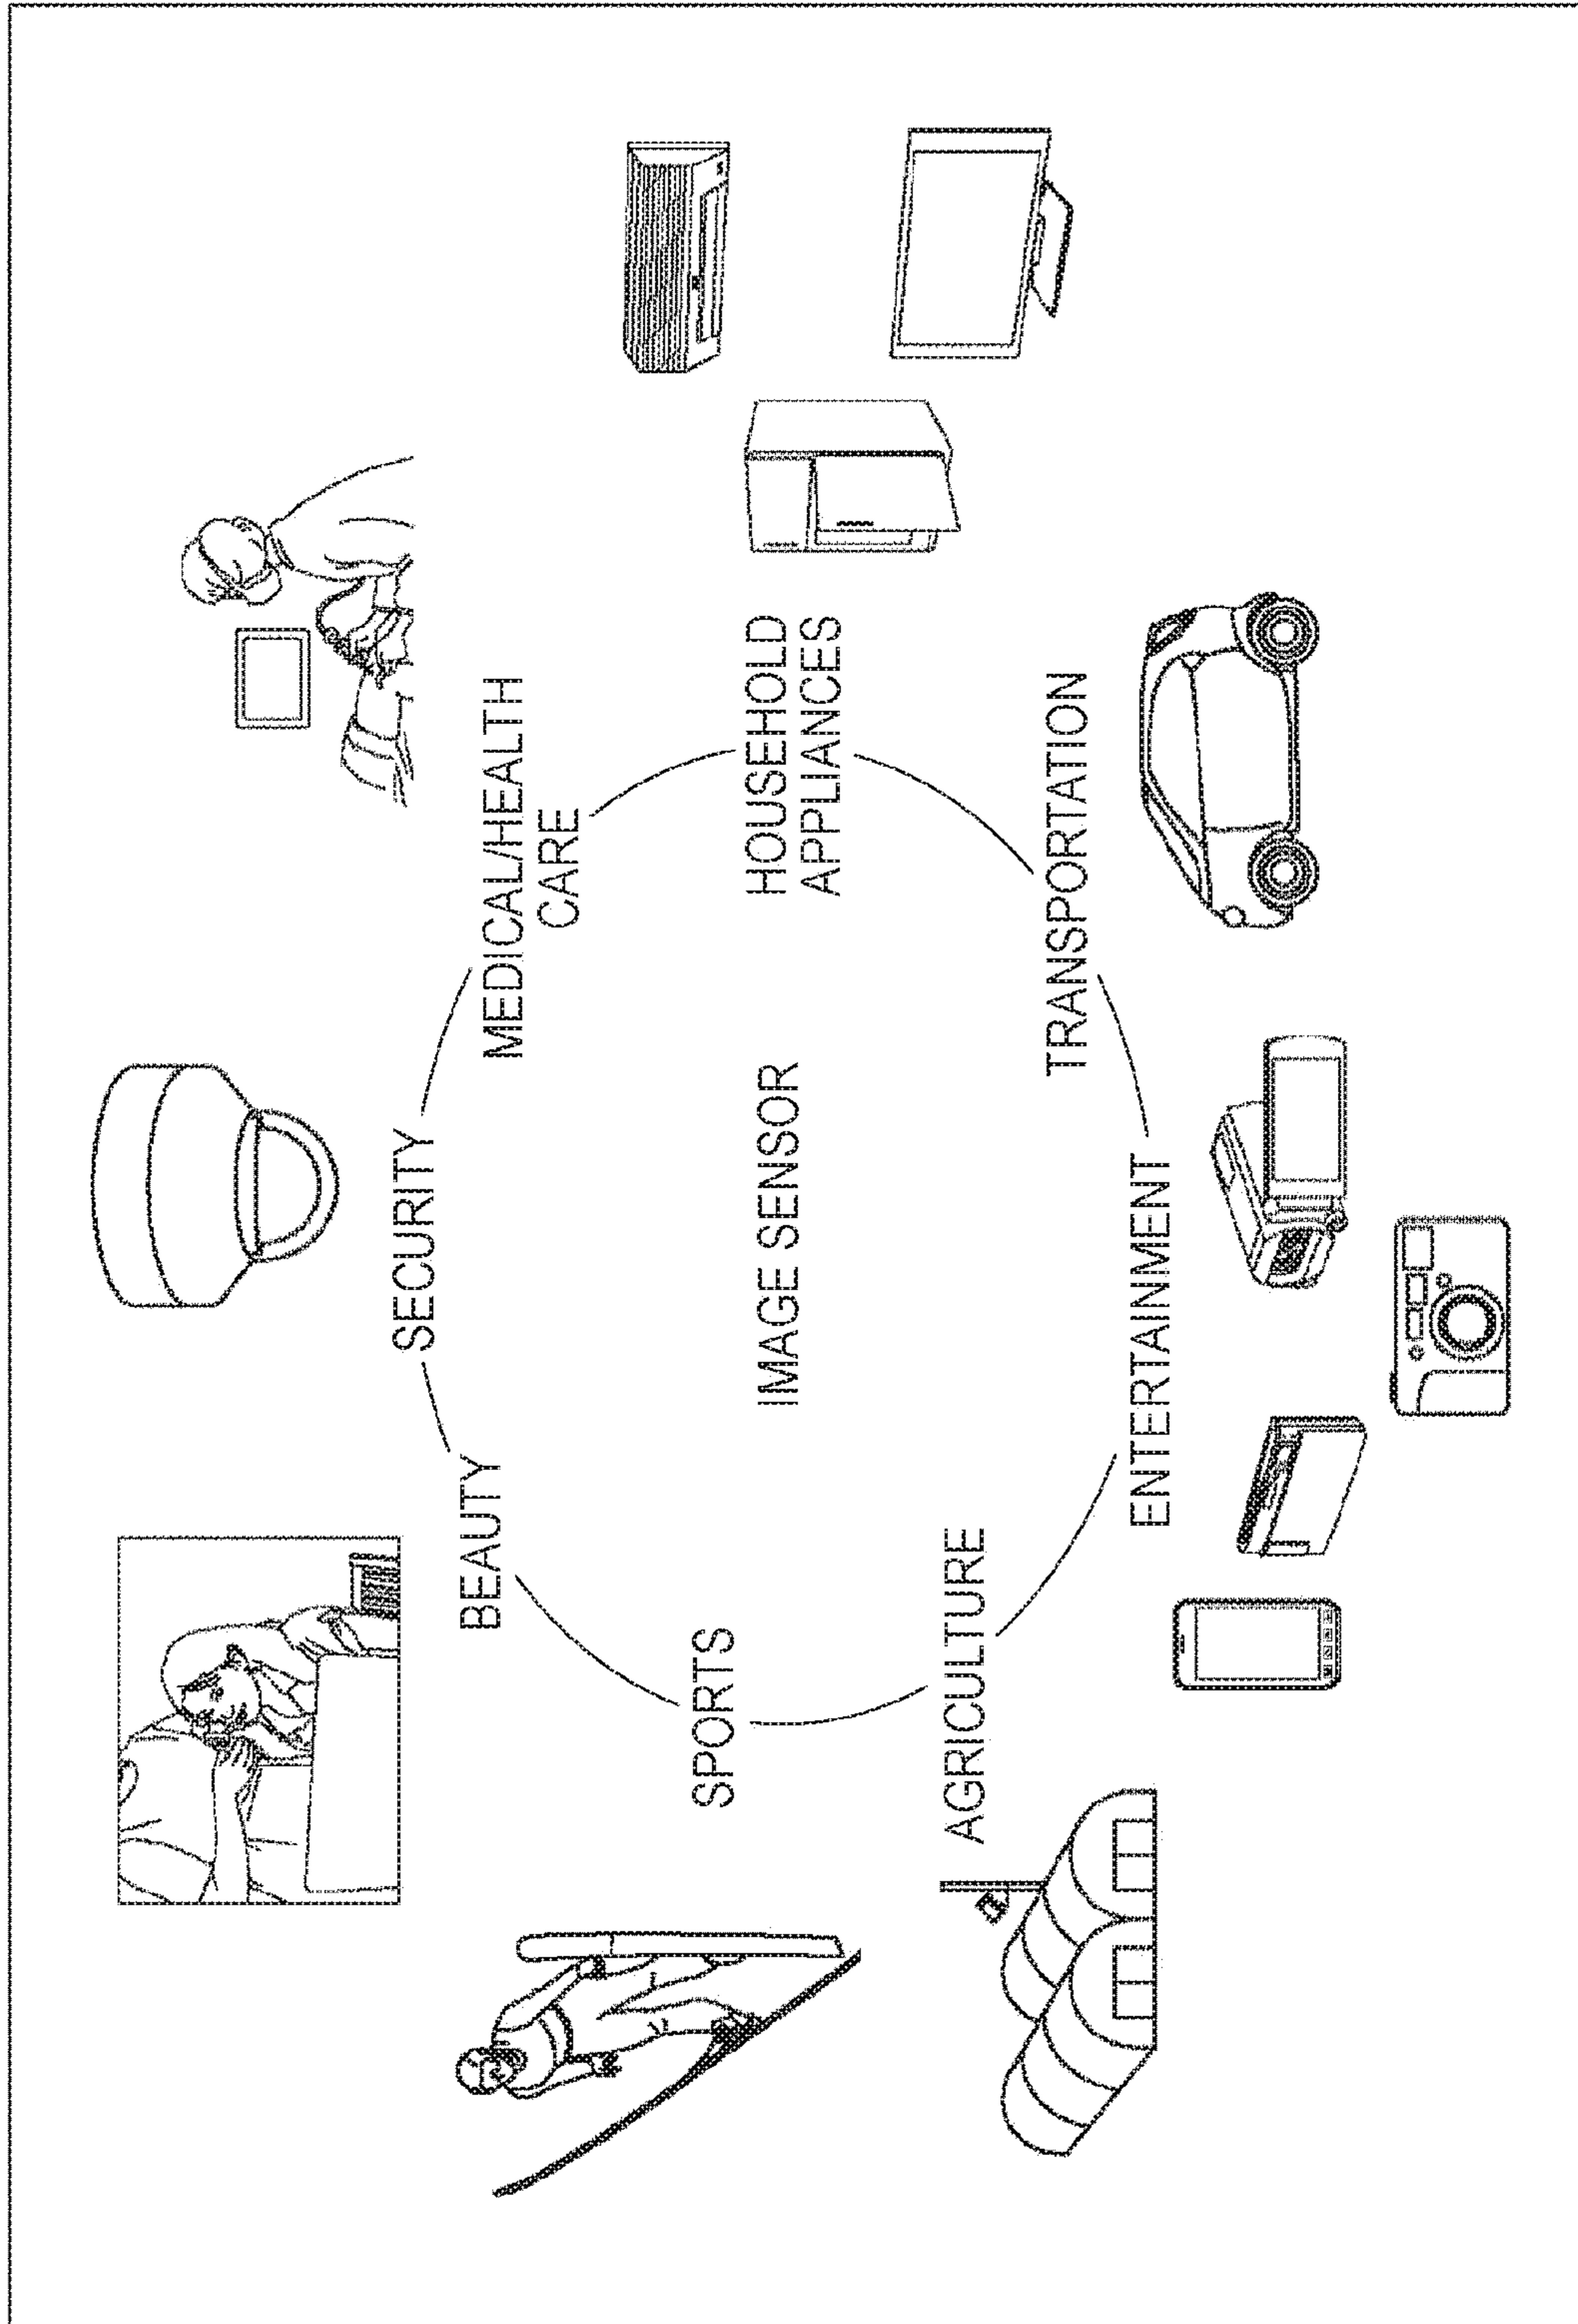 SECURITY
BEAUTY
MEDICAL/HEALTH
CARE
SPORTS
IMAGE SENSOR
HOUSEHOLD
APPLIANCES
AGRICULTURE
TRANSPORTATION
ENTERTAINMENT